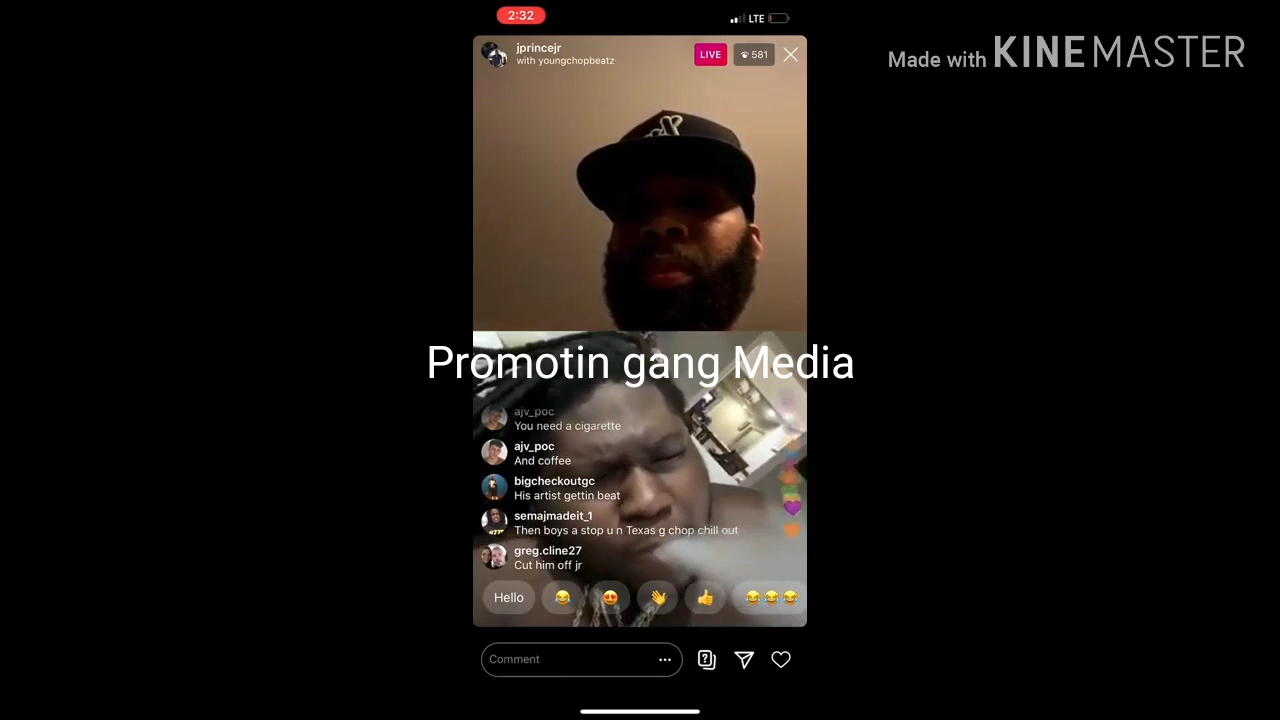 2:32
LTE
jprincejr
with youngchopbeatz
LIVE
581
Made with KINEMASTER
Promotin gang Media
ajv_poc
You need a cigarette
ajv_poc
And coffee
bigcheckoutgc
His artist gettin beat
semajmadeit_1
Then boys a stop u n Texas g chop chill out
greg.cline27
Cut him off jr
Hello
Comment